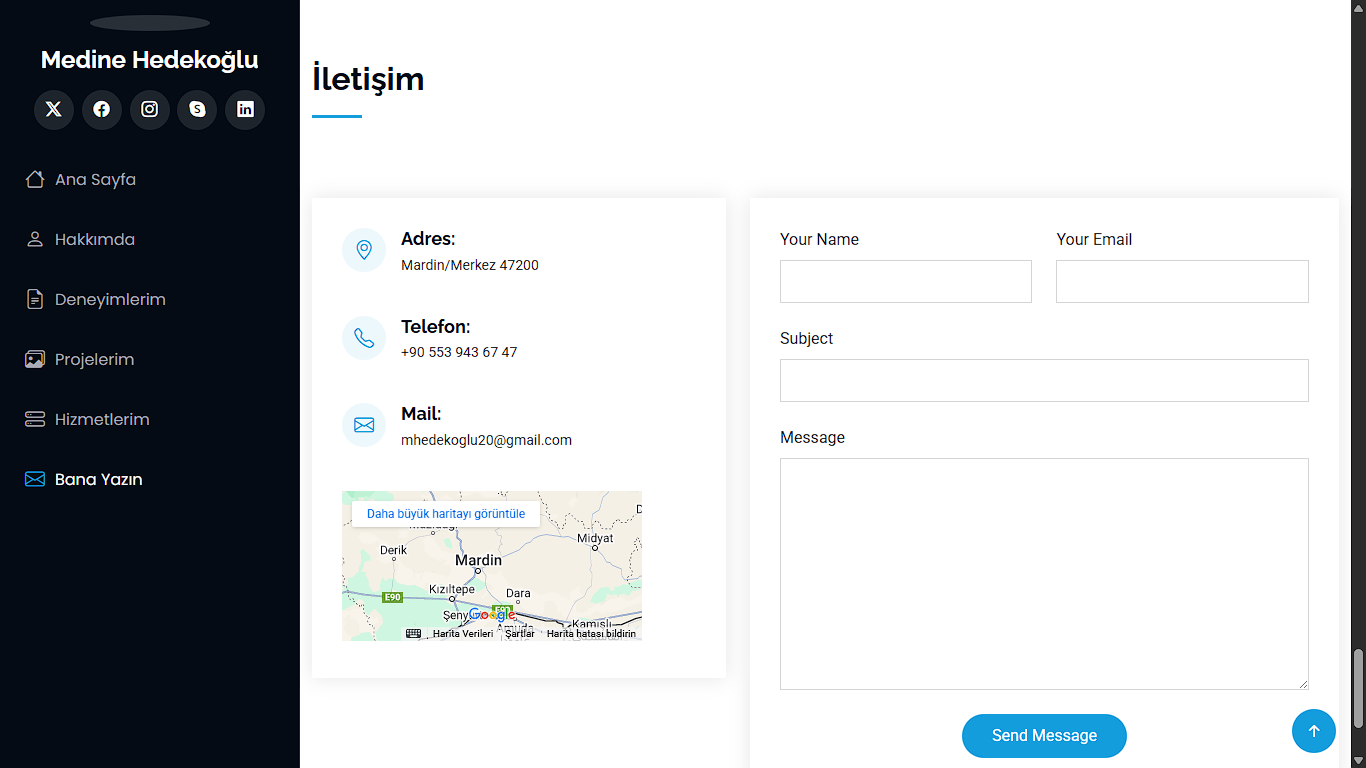 Medine Hedekoğlu
Ana Sayfa
Hakkımda
Deneyimlerim
Projelerim
Hizmetlerim
Bana Yazın
İletişim
Adres:
Mardin/Merkez 47200
Telefon:
+90 553 943 67 47
Mail:
mhedekoglu20@gmail.com
Daha büyük haritayı görüntüle
Derik
Mardin
Midyat
Kızıltepe
Dara
E90
E90
Google
Kamışlı
Harita Verileri
Şartlar
Harita hatası bildirin
Your Name
Your Email
Subject
Message
Send Message